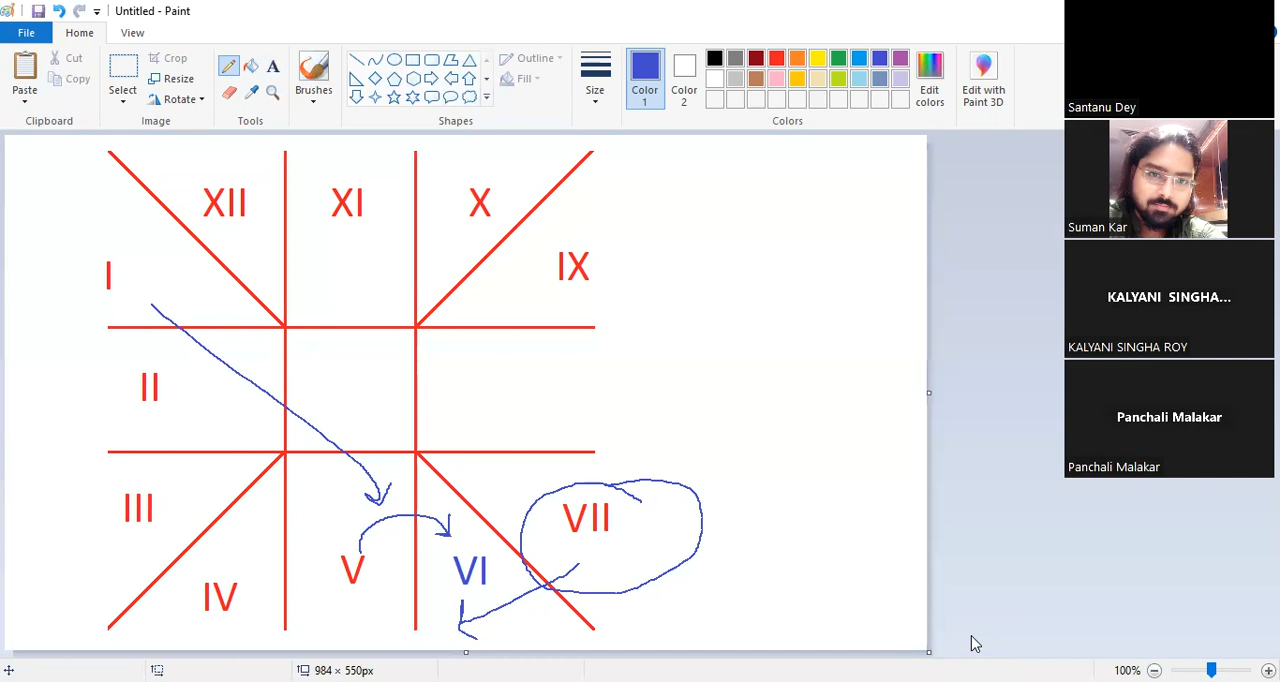 Untitled - Paint
File Home View
Paste
Cut
Copy
Clipboard
Select
Crop
Resize
Rotate
Image
A
Tools
Brushes
Outline
Fill
Shapes
Size
Color 1
Color 2
Edit colors
Edit with Paint 3D
Colors
XII XI X
I IX
II
III VII
IV V VI
984 × 550px
100%
Santanu Dey
Suman Kar
KALYANI SINGHA...
KALYANI SINGHA ROY
Panchali Malakar
Panchali Malakar